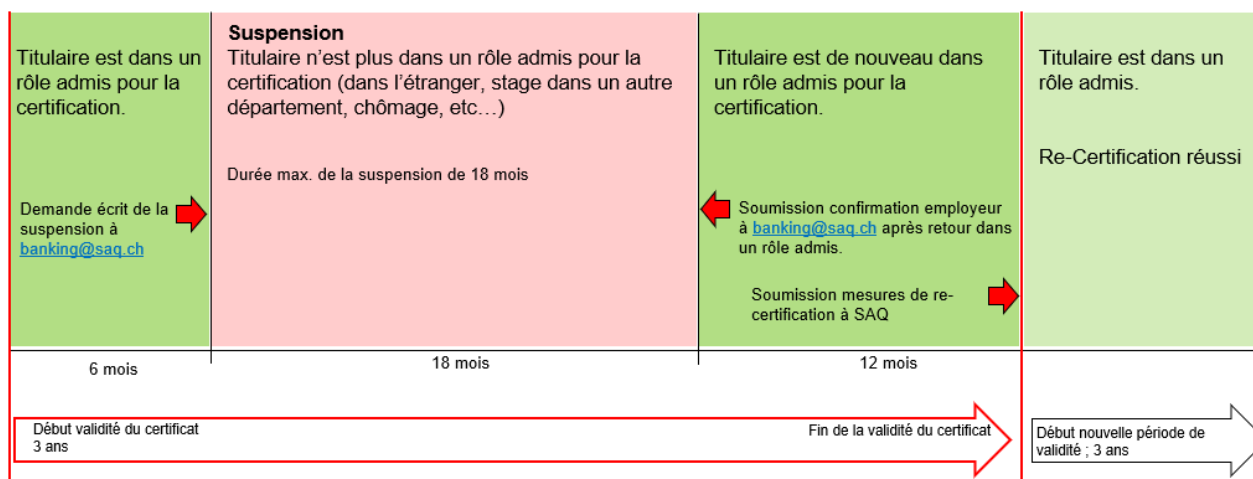 Titulaire est dans un
rôle admis pour la
certification.
Demande écrit de la
suspension à
banking@saq.ch
Suspension
Titulaire n'est plus dans un rôle admis pour la
certification (dans l'étranger, stage dans un autre
département, chômage, etc…)
Durée max. de la suspension de 18 mois
Titulaire est de nouveau dans
un rôle admis pour la
certification.
Soumission confirmation employeur
à banking@saq.ch après retour dans
un rôle admis.
Soumission mesures de re-
certification à SAQ
Titulaire est dans un
rôle admis.
Re-Certification réussi
6 mois
18 mois
12 mois
Début validité du certificat
3 ans
Fin de la validité du certificat
Début nouvelle période de
validité ; 3 ans